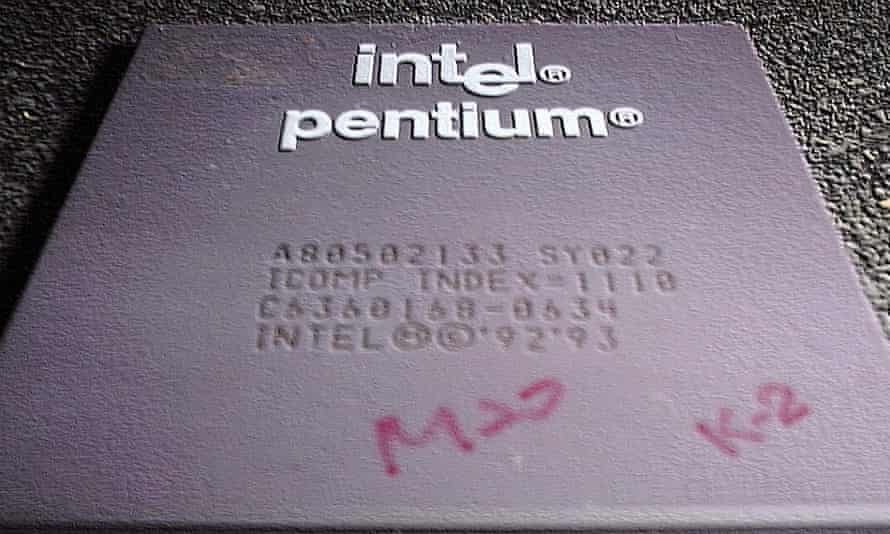 intel®
pentium®
A80502133 SY022
ICOMP INDEX=1110
C6360168-0634
INTEL Ⓜ©'92'93
K-2